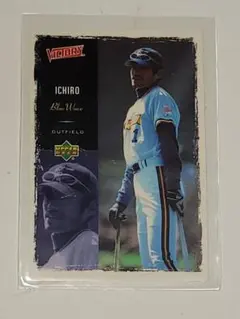 VICTORY
ICHIRO
Blue Wave
OUTFIELD
UPPER DECK